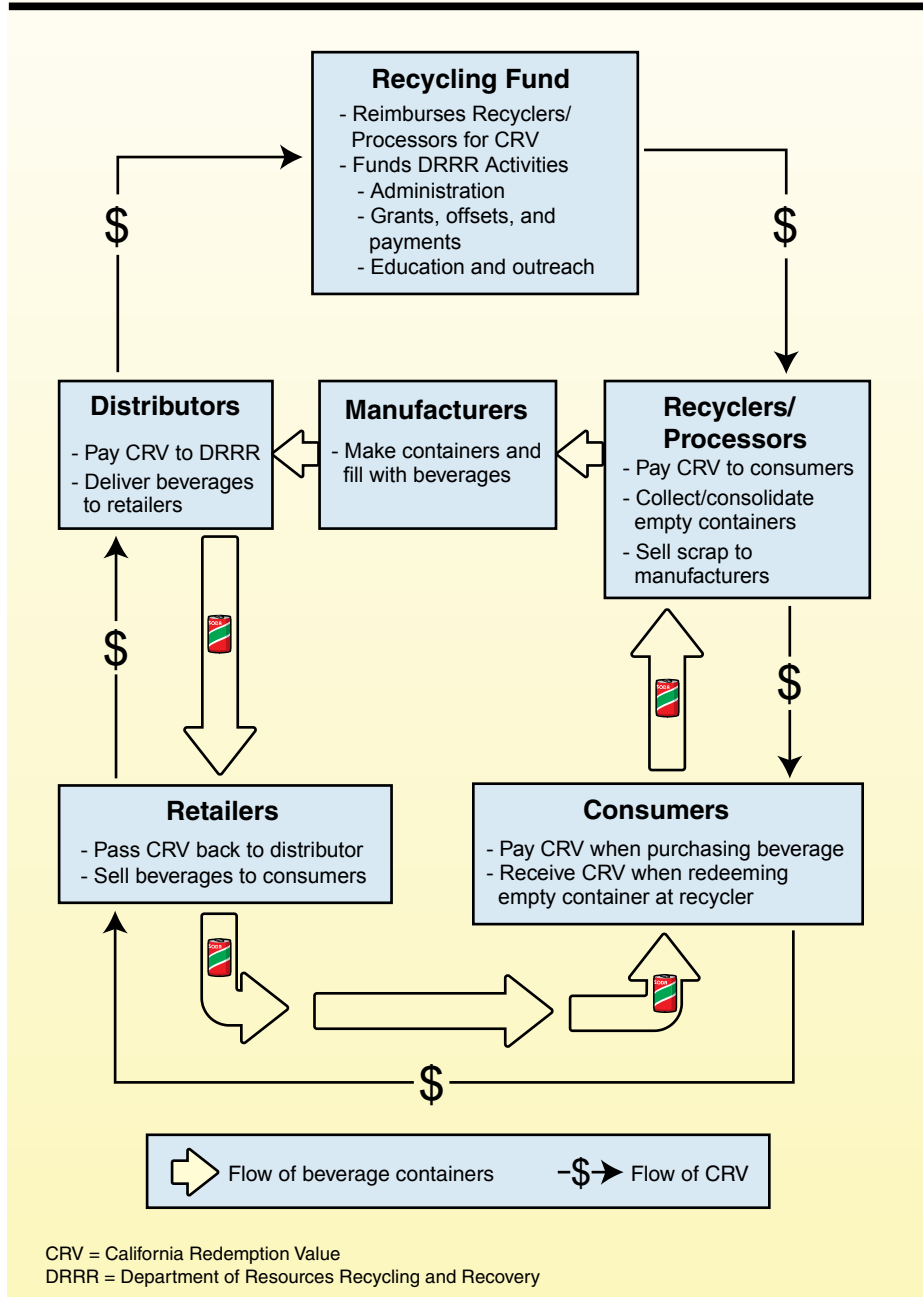 Recycling Fund
- Reimburses Recyclers/
Processors for CRV
- Funds DRRR Activities
- Administration
- Grants, offsets, and
payments
- Education and outreach
$
$
Distributors
- Pay CRV to DRRR
- Deliver beverages
to retailers
Manufacturers
- Make containers and
fill with beverages
Recyclers/
Processors
- Pay CRV to consumers
- Collect/consolidate
empty containers
- Sell scrap to
manufacturers
$
SODA
SODA
$
Retailers
- Pass CRV back to distributor
- Sell beverages to consumers
Consumers
- Pay CRV when purchasing beverage
- Receive CRV when redeeming
empty container at recycler
SODA
SODA
$
Flow of beverage containers
$ Flow of CRV
CRV = California Redemption Value
DRRR = Department of Resources Recycling and Recovery